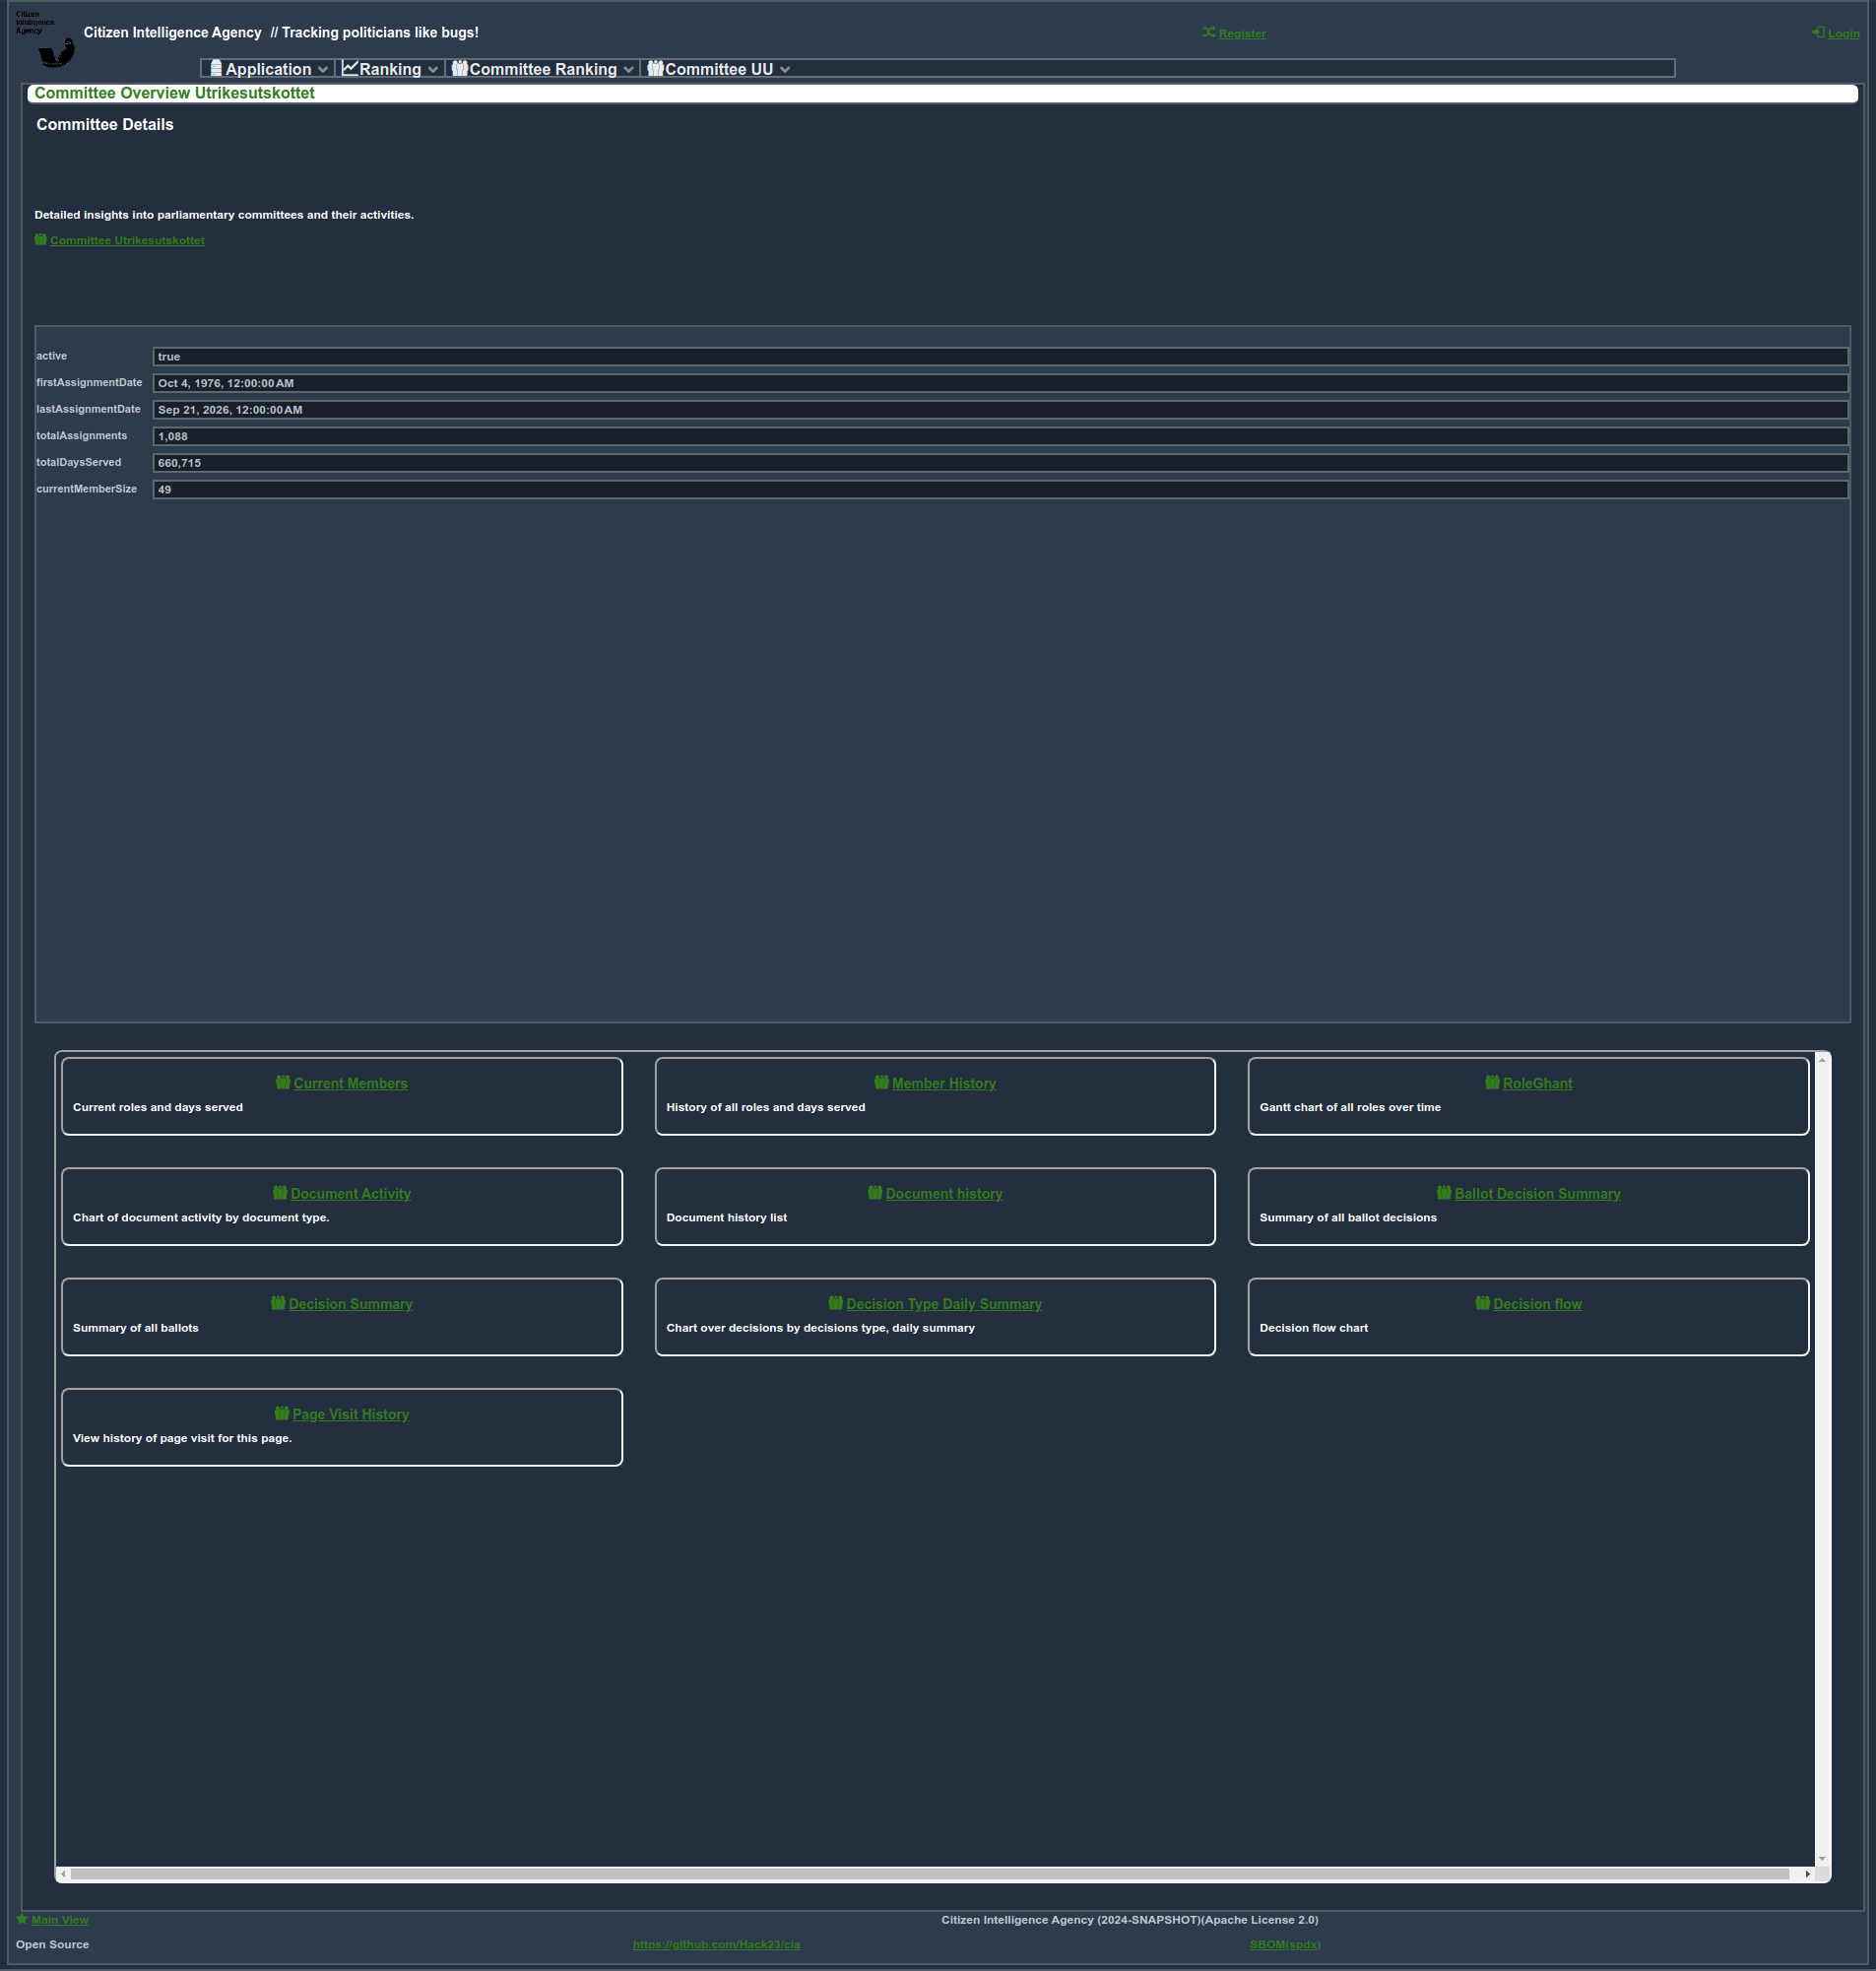 Citizen
Intelligence
Agency
Citizen Intelligence Agency // Tracking politicians like bugs!
Register
Login
Application
Ranking
Committee Ranking
Committee UU
Committee Overview Utrikesutskottet
Committee Details
Detailed insights into parliamentary committees and their activities.
Committee Utrikesutskottet
active
true
firstAssignmentDate
Oct 4, 1976, 12:00:00 AM
lastAssignmentDate
Sep 21, 2026, 12:00:00 AM
totalAssignments
1,088
totalDaysServed
660,715
currentMemberSize
49
Current Members
Current roles and days served
Member History
History of all roles and days served
RoleGhant
Gantt chart of all roles over time
Document Activity
Chart of document activity by document type.
Document history
Document history list
Ballot Decision Summary
Summary of all ballot decisions
Decision Summary
Summary of all ballots
Decision Type Daily Summary
Chart over decisions by decisions type, daily summary
Decision flow
Decision flow chart
Page Visit History
View history of page visit for this page.
Main View
Citizen Intelligence Agency (2024-SNAPSHOT)(Apache License 2.0)
Open Source
https://github.com/Hack23/cia
SBOM(spdx)